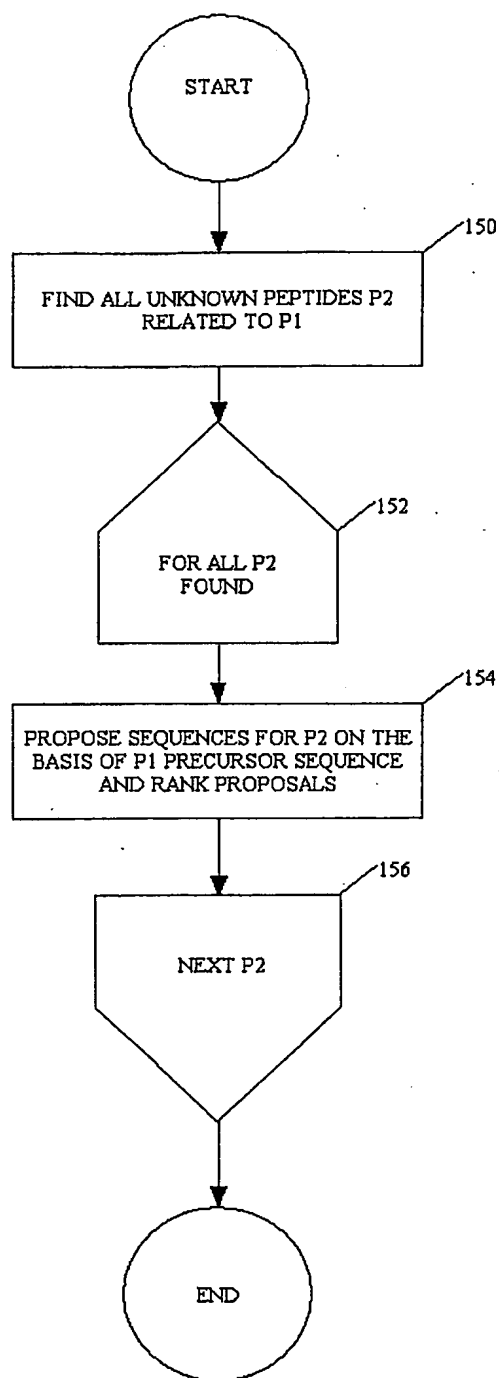 START
150
FIND ALL UNKNOWN PEPTIDES P2
RELATED TO P1
152
FOR ALL P2
FOUND
154
PROPOSE SEQUENCES FOR P2 ON THE
BASIS OF P1 PRECURSOR SEQUENCE
AND RANK PROPOSALS
156
NEXT P2
END